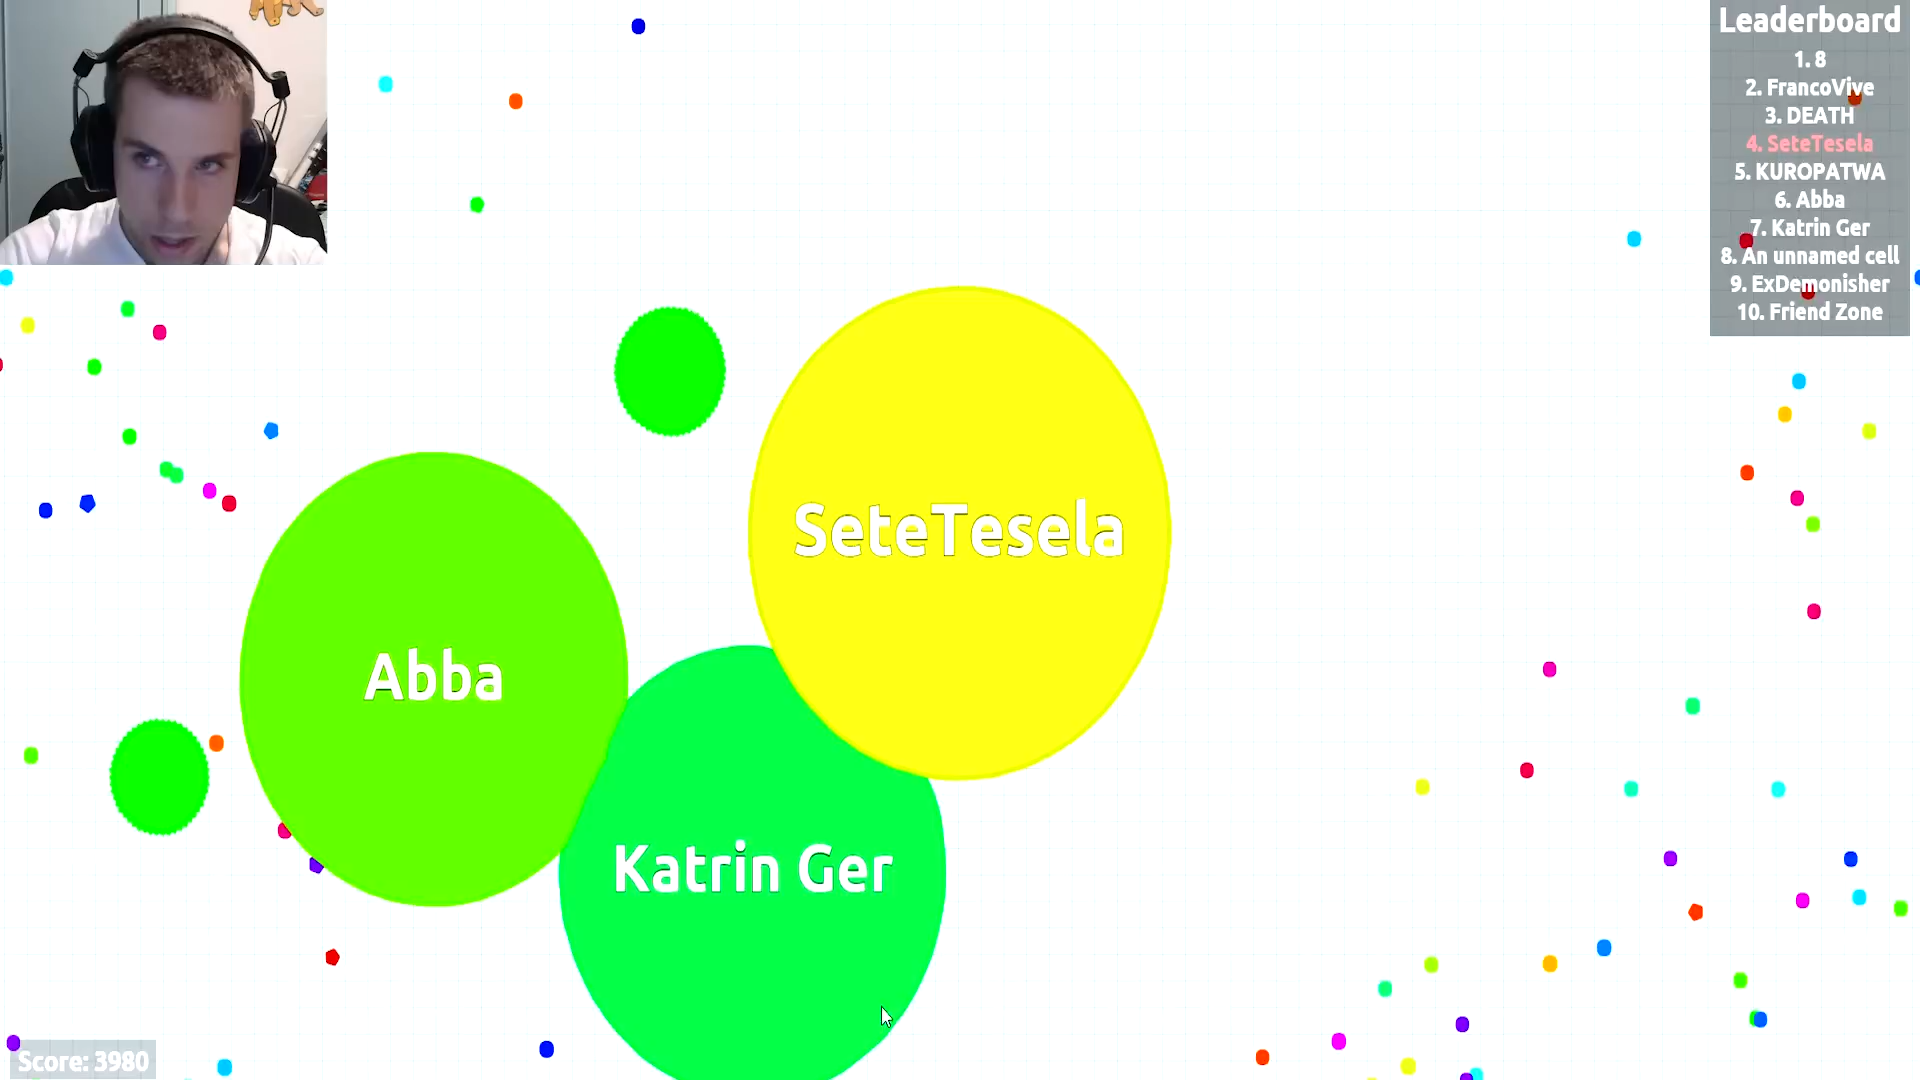 Leaderboard
1. 8
2. FrancoVive
3. DEATH
4. SeteTesela
5. KUROPATWA
6. Abba
7. Katrin Ger
8. An unnamed cell
9. ExDemonisher
10. Friend Zone
SeteTesela
Abba
Katrin Ger
Score: 3980